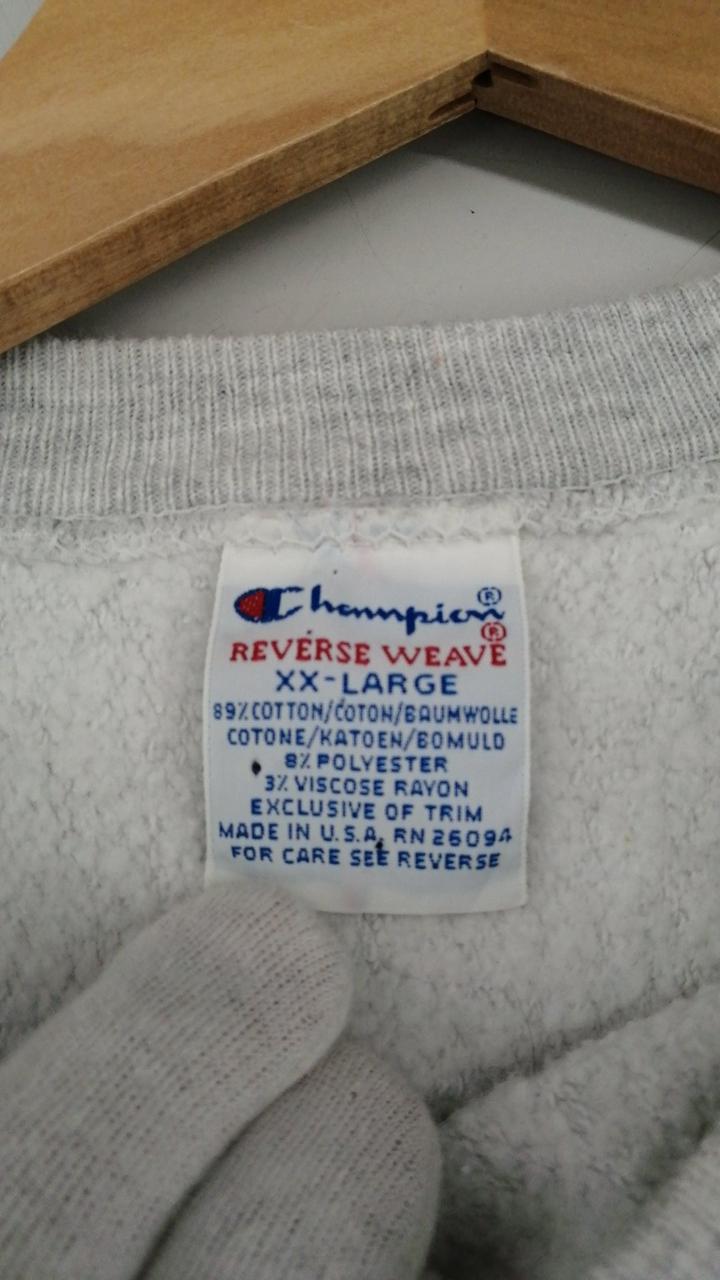 Champion®
REVERSE WEAVE®
XX-LARGE
89% COTTON/COTON/BAUMWOLLE
COTONE/KATOEN/BOMULD
8% POLYESTER
3% VISCOSE RAYON
EXCLUSIVE OF TRIM
MADE IN U.S.A. RN 26094
FOR CARE SEE REVERSE